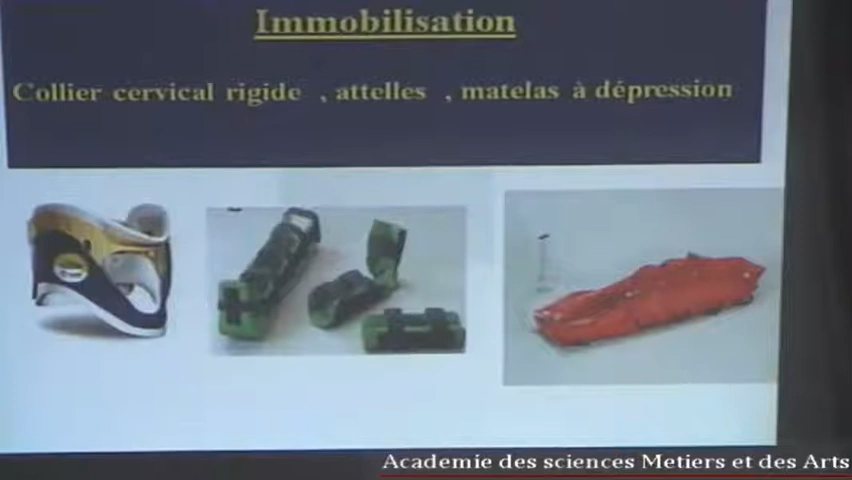 Immobilisation
Collier cervical rigide , attelles , matelas à dépression
Academie des sciences Metiers et des Arts